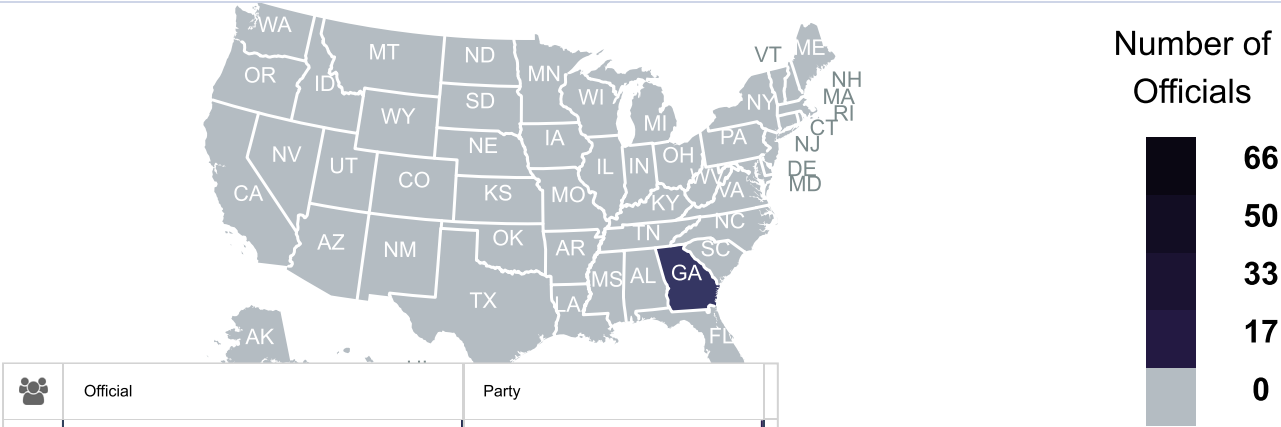 WA
MT
ND
MN
VT
ME
Number of
Officials
OR
ID
SD
WI
NY
NH
MA
RI
WY
MI
CT
NJ
NE
IA
PA
NV
UT
IL
IN
OH
DE
MD
CO
WV
VA
CA
KS
MO
KY
AZ
NM
OK
TN
NC
AR
SC
MS
AL
GA
TX
LA
AK
FL
66
50
33
17
0
Official
Party